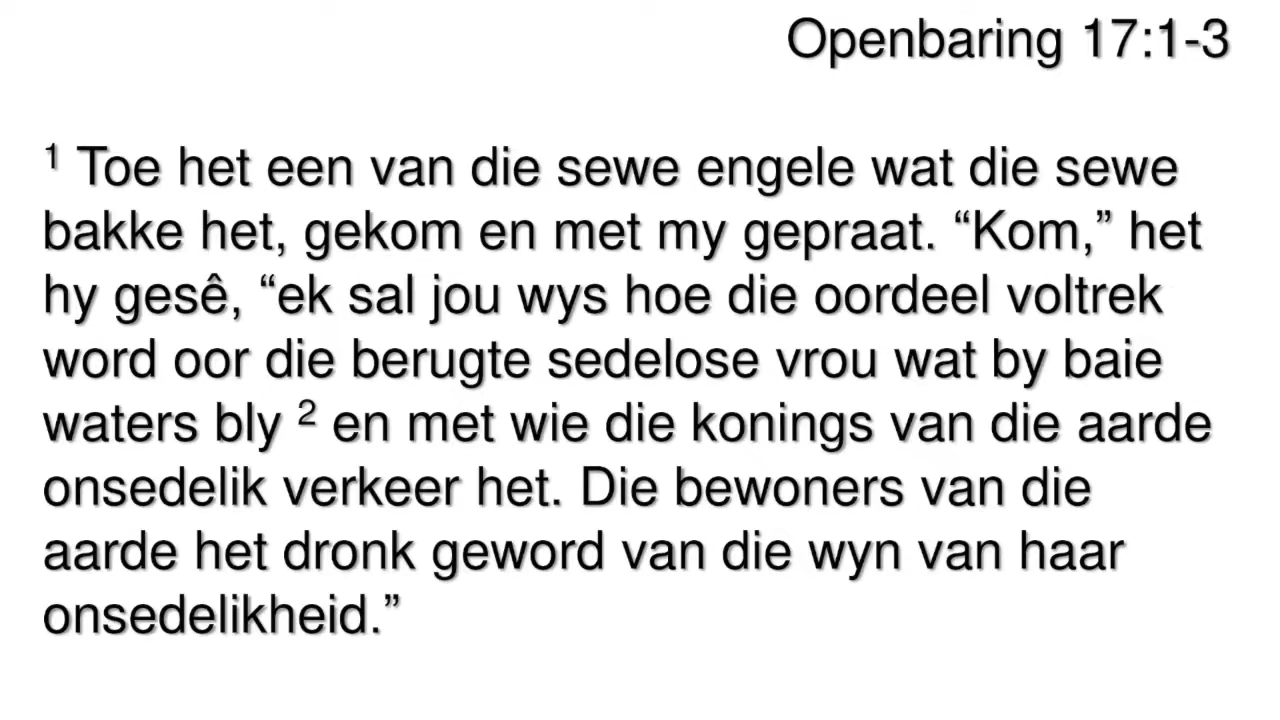 Openbaring 17:1-3
¹ Toe het een van die sewe engele wat die sewe
bakke het, gekom en met my gepraat. “Kom,” het
hy gesê, “ek sal jou wys hoe die oordeel voltrek
word oor die berugte sedelose vrou wat by baie
waters bly ² en met wie die konings van die aarde
onsedelik verkeer het. Die bewoners van die
aarde het dronk geword van die wyn van haar
onsedelikheid.”